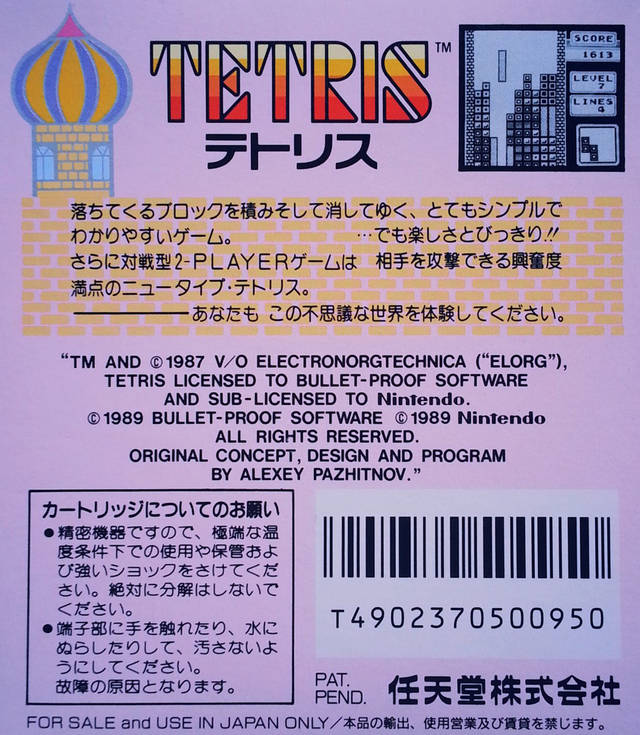 TETRIS™
テトリス
SCORE
1613
LEVEL
7
LINES
4
落ちてくるブロックを積みそして消してゆく、とてもシンプルで
わかりやすいゲーム。 …でも楽しさとびっきり!!
さらに対戦型2-PLAYERゲームは 相手を攻撃できる興奮度
満点のニュータイプ・テトリス。
————あなたも この不思議な世界を体験してください。
“TM AND ©1987 V/O ELECTRONORGTECHNICA (“ELORG”),
TETRIS LICENSED TO BULLET-PROOF SOFTWARE
AND SUB-LICENSED TO Nintendo.
©1989 BULLET-PROOF SOFTWARE ©1989 Nintendo
ALL RIGHTS RESERVED.
ORIGINAL CONCEPT, DESIGN AND PROGRAM
BY ALEXEY PAZHITNOV.”
カートリッジについてのお願い
●精密機器ですので、極端な温
度条件下での使用や保管およ
び強いショックをさけてくだ
さい。絶対に分解はしないで
ください。
●端子部に手を触れたり、水に
ぬらしたりして、汚さないよ
うにしてください。
故障の原因となります。
T4902370500950
PAT.
PEND. 任天堂株式会社
FOR SALE and USE IN JAPAN ONLY/本品の輸出、使用営業及び賃貸を禁じます。